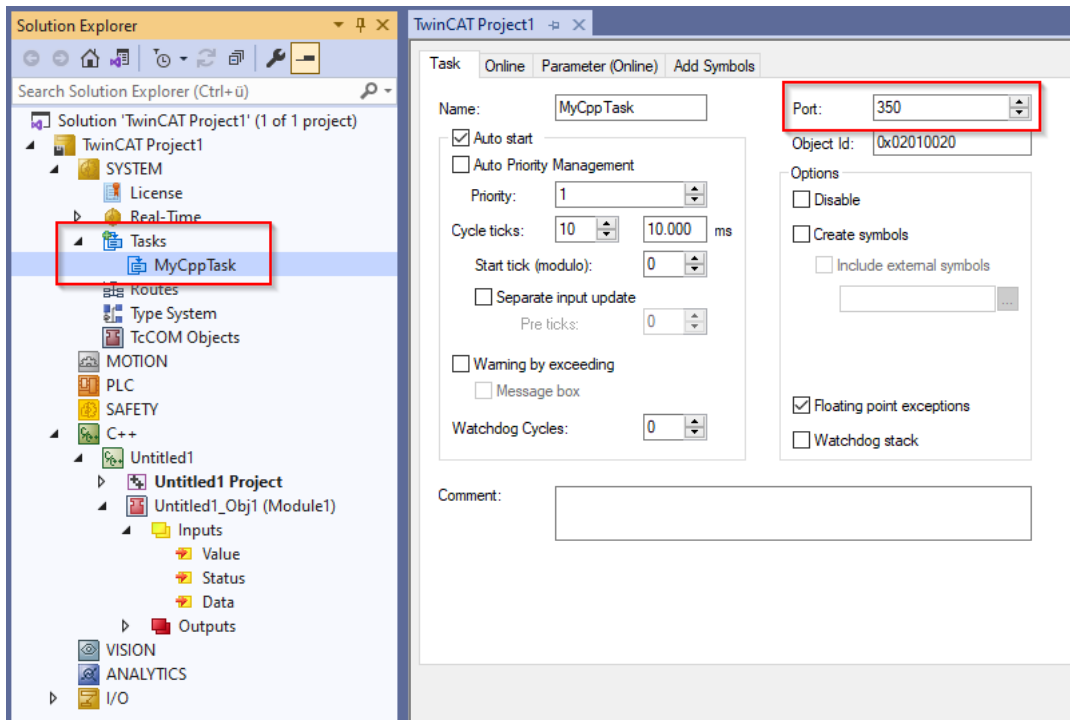 Solution Explorer
Search Solution Explorer (Ctrl+ü)
Solution 'TwinCAT Project1' (1 of 1 project)
TwinCAT Project1
SYSTEM
License
Real-Time
Tasks
MyCppTask
Routes
Type System
TcCOM Objects
MOTION
PLC
SAFETY
C++
Untitled1
Untitled1 Project
Untitled1_Obj1 (Module1)
Inputs
Value
Status
Data
Outputs
VISION
ANALYTICS
I/O
TwinCAT Project1
Task Online Parameter (Online) Add Symbols
Name: MyCppTask
Auto start
Auto Priority Management
Priority: 1
Cycle ticks: 10 10.000 ms
Start tick (modulo): 0
Separate input update
Pre ticks: 0
Warning by exceeding
Message box
Watchdog Cycles: 0
Port: 350
Object Id: 0x02010020
Options
Disable
Create symbols
Include external symbols
...
Floating point exceptions
Watchdog stack
Comment: